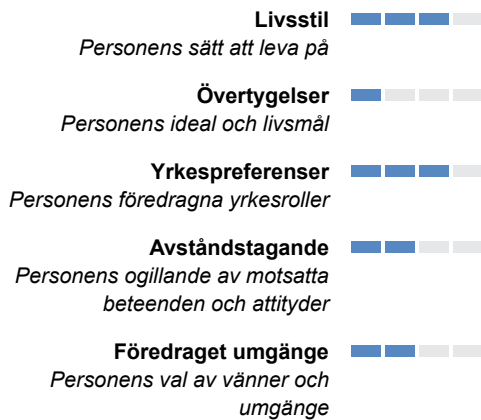 Livsstil
Personens sätt att leva på
Övertygelser
Personens ideal och livsmål
Yrkespreferenser
Personens föredragna yrkesroller
Avståndstagande
Personens ogillande av motsatta
beteenden och attityder
Föredraget umgänge
Personens val av vänner och
umgänge